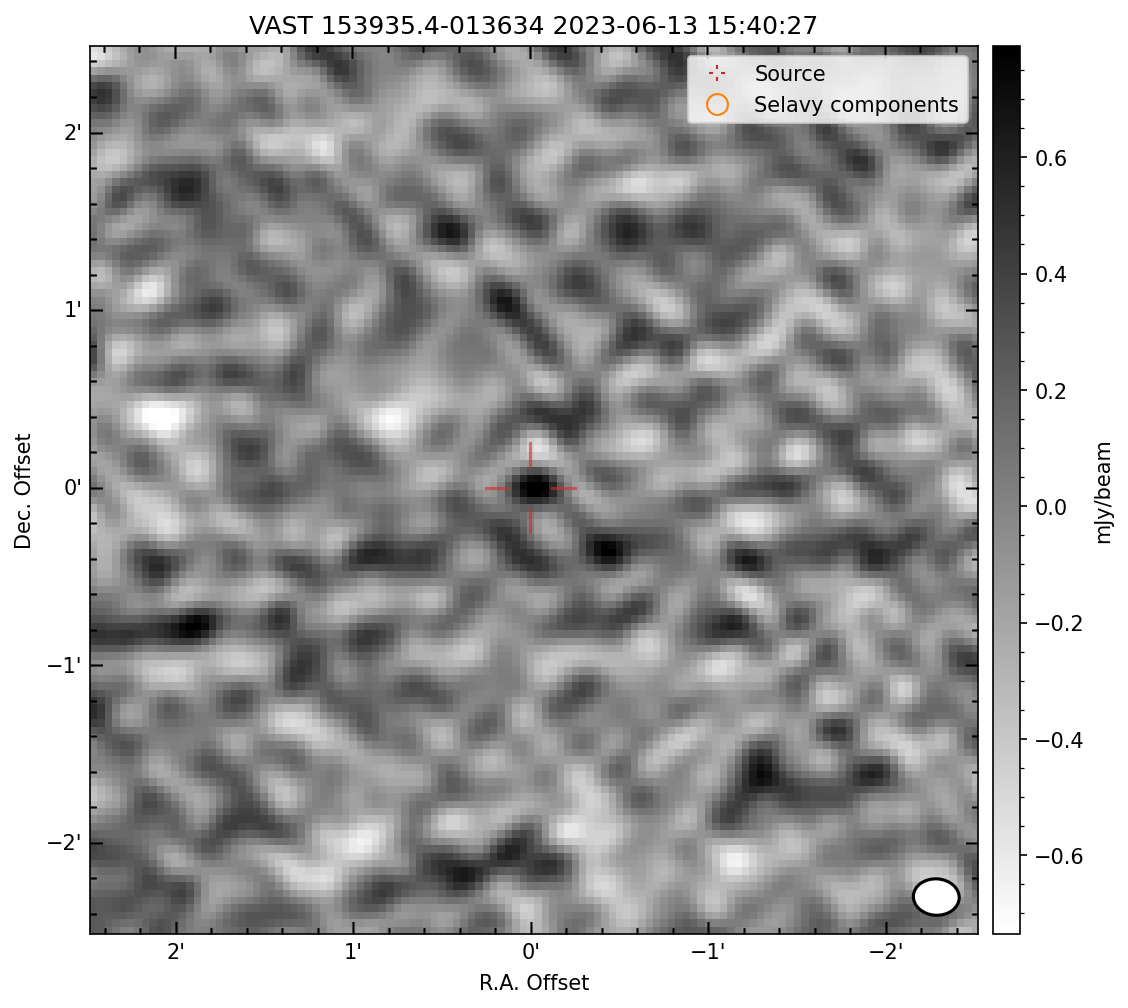 VAST 153935.4-013634 2023-06-13 15:40:27
Source
Selavy components
2'
1'
0'
−1'
−2'
Dec. Offset
2'
1'
0'
−1'
−2'
R.A. Offset
0.6
0.4
0.2
0.0
−0.2
−0.4
−0.6
mJy/beam